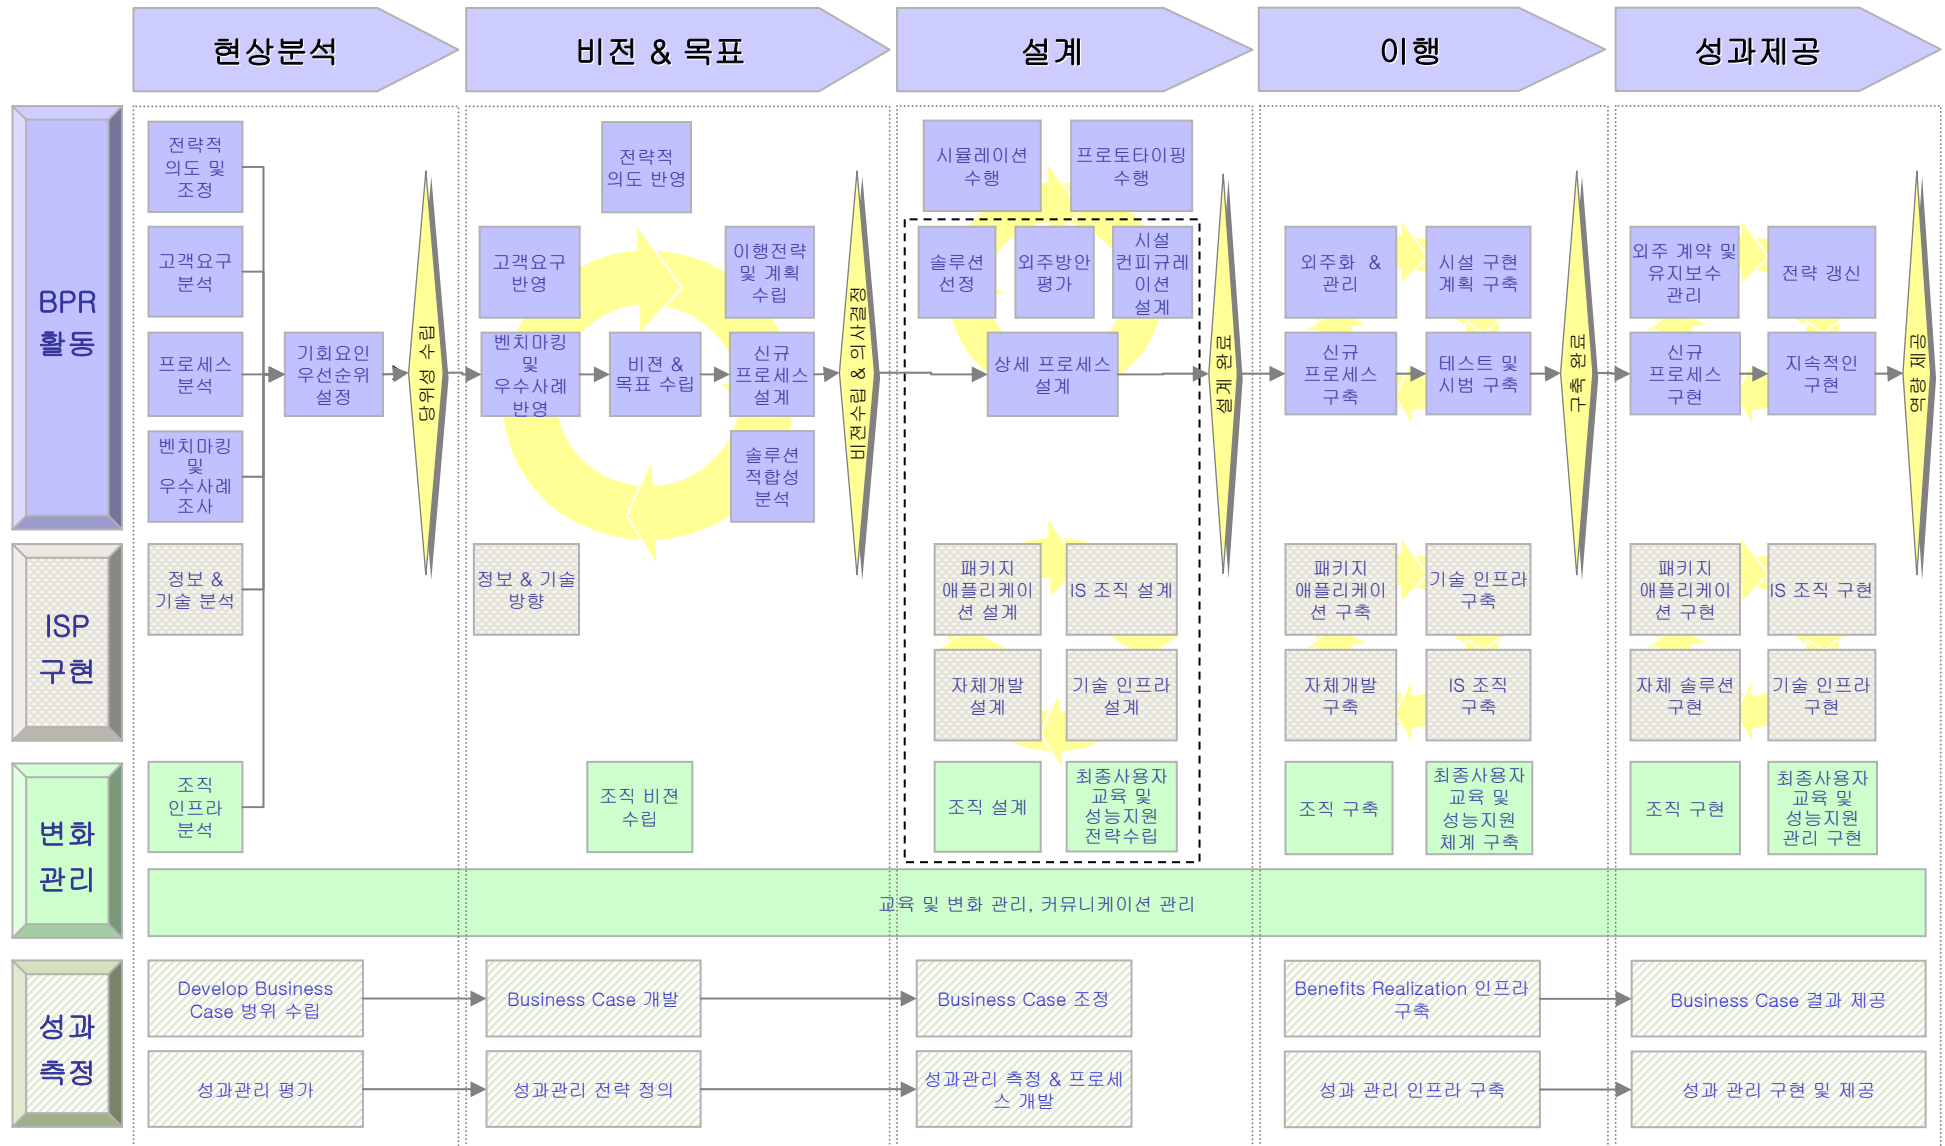 현상분석
비전 & 목표
설계
이행
성과제공
BPR
활동
전략적
의도 및
조정
고객요구
분석
프로세스
분석
벤치마킹
및
우수사례
조사
기회요인
우선순위
설정
당위성 수립
전략적
의도 반영
고객요구
반영
이행전략
및 계획
수립
벤치마킹
및
우수사례
반영
비젼 &
목표 수립
신규
프로세스
설계
솔루션
적합성
분석
비전수립 & 의사결정
시뮬레이션
수행
프로토타이핑
수행
솔루션
선정
외주방안
평가
시설
컨피규레
이션
설계
상세 프로세스
설계
설계 완료
외주화 &
관리
시설 구현
계획 구축
신규
프로세스
구축
테스트 및
시범 구축
구축 완료
외주 계약 및
유지보수
관리
전략 갱신
신규
프로세스
구현
지속적인
구현
역량 제공
ISP
구현
정보 &
기술 분석
정보 & 기술
방향
패키지
애플리케이
션 설계
IS 조직 설계
자체개발
설계
기술 인프라
설계
패키지
애플리케이
션 구축
기술 인프라
구축
자체개발
구축
IS 조직
구축
패키지
애플리케이
션 구현
IS 조직 구현
자체 솔루션
구현
기술 인프라
구현
변화
관리
조직
인프라
분석
조직 비젼
수립
조직 설계
최종사용자
교육 및
성능지원
전략수립
조직 구축
최종사용자
교육 및
성능지원
체계 구축
조직 구현
최종사용자
교육 및
성능지원
관리 구현
교육 및 변화 관리, 커뮤니케이션 관리
성과
측정
Develop Business
Case 범위 수립
Business Case 개발
Business Case 조정
Benefits Realization 인프라
구축
Business Case 결과 제공
성과관리 평가
성과관리 전략 정의
성과관리 측정 & 프로세
스 개발
성과 관리 인프라 구축
성과 관리 구현 및 제공